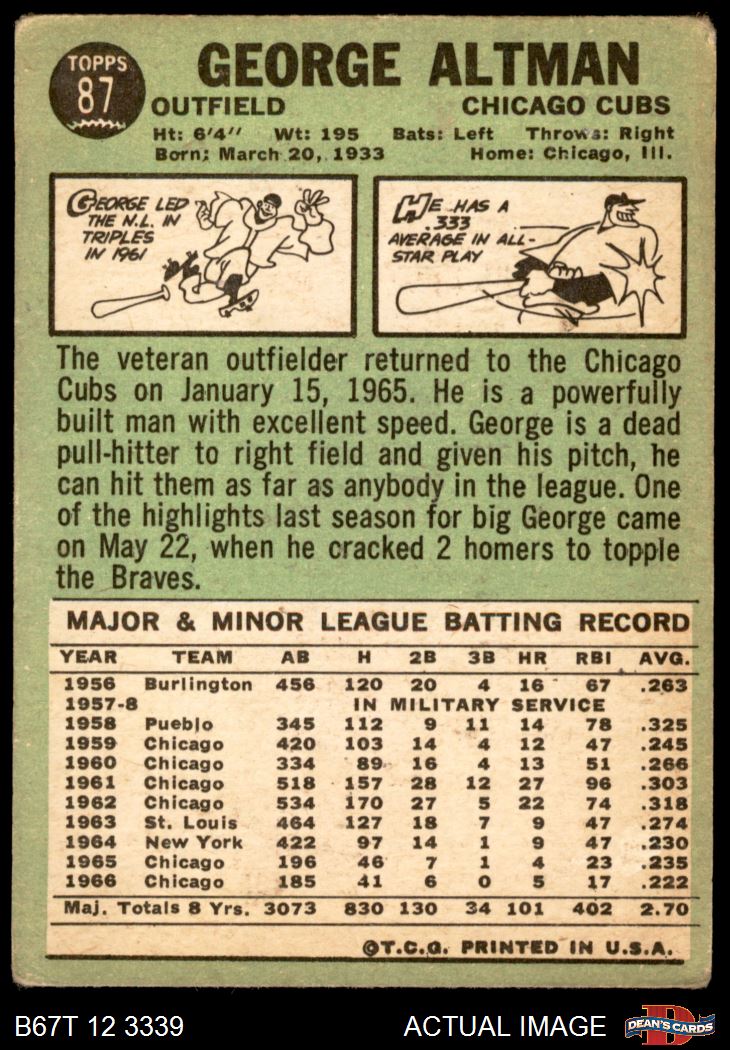 TOPPS
87
GEORGE ALTMAN
OUTFIELD CHICAGO CUBS
Ht: 6'4" Wt: 195 Bats: Left Throws: Right
Born: March 20, 1933 Home: Chicago, Ill.
GEORGE LED
THE N.L. IN
TRIPLES
IN 1961
HE HAS A
.333
AVERAGE IN ALL-
STAR PLAY
The veteran outfielder returned to the Chicago
Cubs on January 15, 1965. He is a powerfully
built man with excellent speed. George is a dead
pull-hitter to right field and given his pitch, he
can hit them as far as anybody in the league. One
of the highlights last season for big George came
on May 22, when he cracked 2 homers to topple
the Braves.
MAJOR & MINOR LEAGUE BATTING RECORD
YEAR TEAM AB H 2B 3B HR RBI AVG.
1956 Burlington 456 120 20 4 16 67 .263
1957-8 IN MILITARY SERVICE
1958 Pueblo 345 112 9 11 14 78 .325
1959 Chicago 420 103 14 4 12 47 .245
1960 Chicago 334 89 16 4 13 51 .266
1961 Chicago 518 157 28 12 27 96 .303
1962 Chicago 534 170 27 5 22 74 .318
1963 St. Louis 464 127 18 7 9 47 .274
1964 New York 422 97 14 1 9 47 .230
1965 Chicago 196 46 7 1 4 23 .235
1966 Chicago 185 41 6 0 5 17 .222
Maj. Totals 8 Yrs. 3073 830 130 34 101 402 2.70
©T.C.G. PRINTED IN U.S.A.
B67T 12 3339 ACTUAL IMAGE
D
DEAN'S CARDS